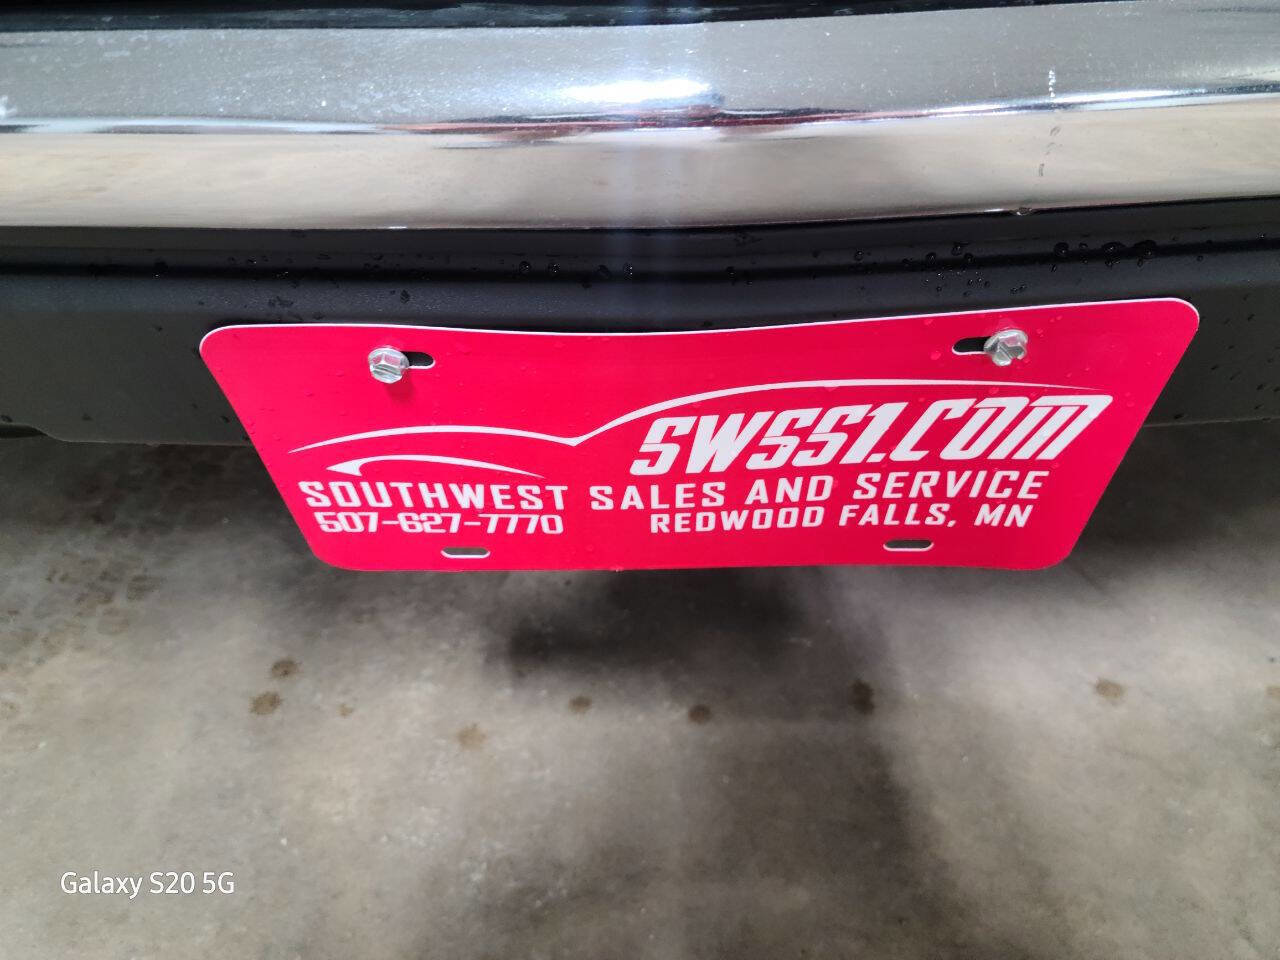 SWSS1.COM
SOUTHWEST SALES AND SERVICE
507-627-7770 REDWOOD FALLS, MN
Galaxy S20 5G